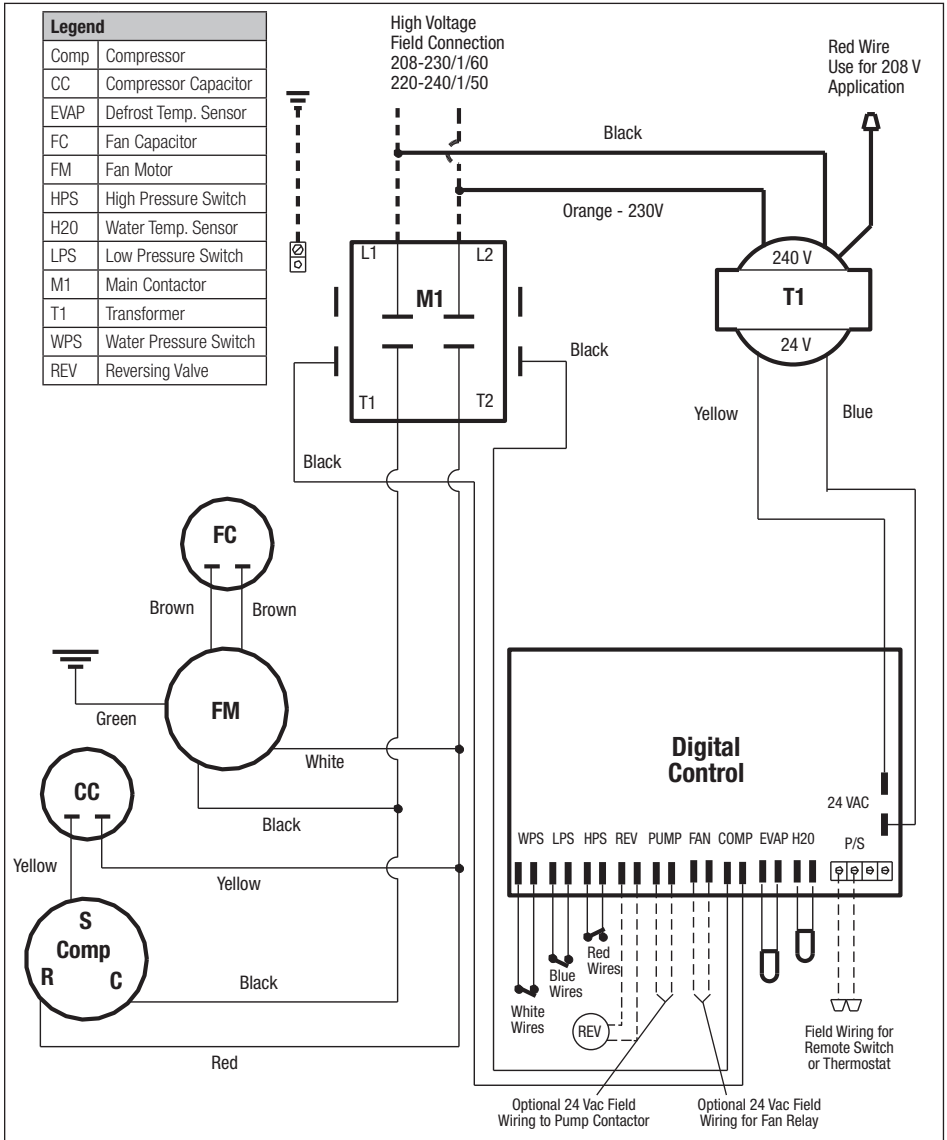 Legend
Comp Compressor
CC Compressor Capacitor
EVAP Defrost Temp. Sensor
FC Fan Capacitor
FM Fan Motor
HPS High Pressure Switch
H20 Water Temp. Sensor
LPS Low Pressure Switch
M1 Main Contactor
T1 Transformer
WPS Water Pressure Switch
REV Reversing Valve
High Voltage
Field Connection
208-230/1/60
220-240/1/50
Red Wire
Use for 208 V
Application
Black
Orange - 230V
L1
L2
M1
T1
T2
240 V
T1
24 V
Black
Black
Yellow
Blue
FC
Brown
Brown
FM
Green
White
Black
CC
Yellow
Yellow
S
Comp
R
C
Black
Red
Digital
Control
24 VAC
P/S
WPS LPS HPS REV PUMP FAN COMP EVAP H20
Red
Wires
Blue
Wires
White
Wires
REV
Field Wiring for
Remote Switch
or Thermostat
Optional 24 Vac Field
Wiring to Pump Contactor
Optional 24 Vac Field
Wiring for Fan Relay